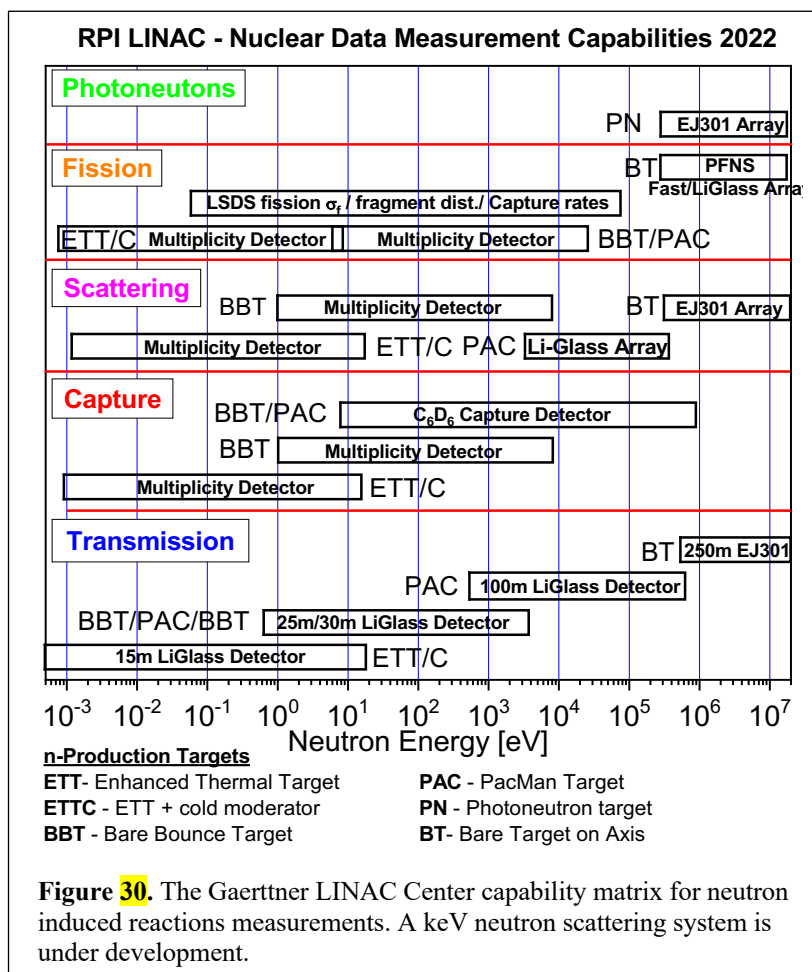 RPI LINAC - Nuclear Data Measurement Capabilities 2022
Photoneutons
PN EJ301 Array
Fission
BT PFNS
Fast/LiGlass Array
LSDS fission σf / fragment dist./ Capture rates
ETT/C Multiplicity Detector Multiplicity Detector BBT/PAC
Scattering
BBT Multiplicity Detector BT EJ301 Array
Multiplicity Detector ETT/C PAC Li-Glass Array
Capture
BBT/PAC C6D6 Capture Detector
BBT Multiplicity Detector
Multiplicity Detector ETT/C
Transmission
BT 250m EJ301
PAC 100m LiGlass Detector
BBT/PAC/BBT 25m/30m LiGlass Detector
15m LiGlass Detector ETT/C
10-3 10-2 10-1 100 101 102 103 104 105 106 107
Neutron Energy [eV]
n-Production Targets
ETT- Enhanced Thermal Target PAC - PacMan Target
ETTC - ETT + cold moderator PN - Photoneutron target
BBT - Bare Bounce Target BT- Bare Target on Axis
Figure 30. The Gaerttner LINAC Center capability matrix for neutron
induced reactions measurements. A keV neutron scattering system is
under development.